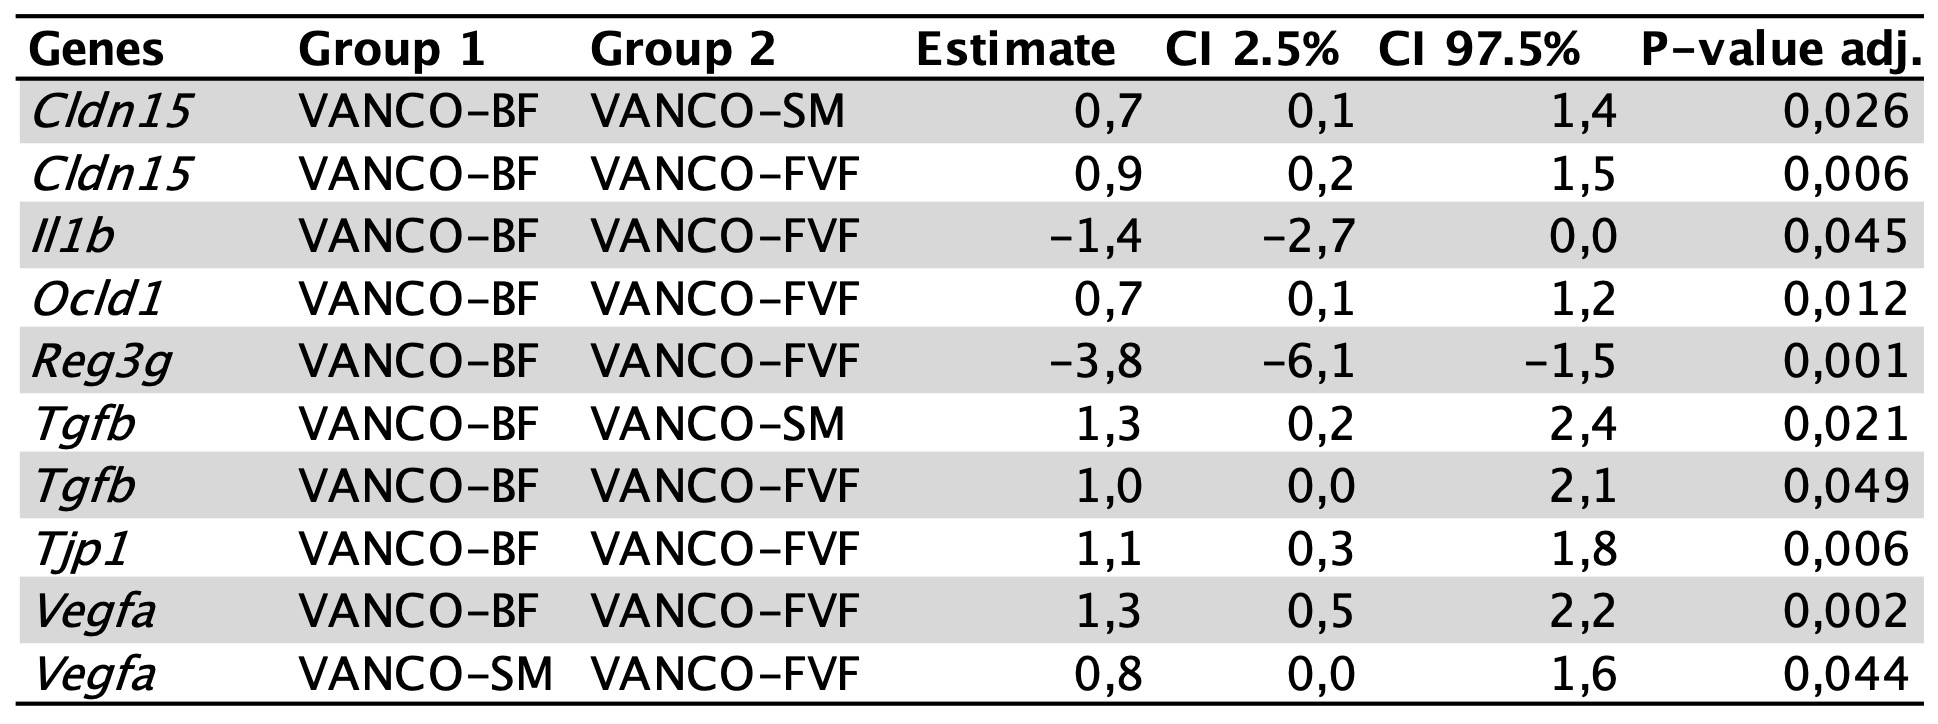 Genes Group 1 Group 2 Estimate CI 2.5% CI 97.5% P-value adj.
Cldn15 VANCO-BF VANCO-SM 0,7 0,1 1,4 0,026
Cldn15 VANCO-BF VANCO-FVF 0,9 0,2 1,5 0,006
Il1b VANCO-BF VANCO-FVF -1,4 -2,7 0,0 0,045
Ocld1 VANCO-BF VANCO-FVF 0,7 0,1 1,2 0,012
Reg3g VANCO-BF VANCO-FVF -3,8 -6,1 -1,5 0,001
Tgfb VANCO-BF VANCO-SM 1,3 0,2 2,4 0,021
Tgfb VANCO-BF VANCO-FVF 1,0 0,0 2,1 0,049
Tjp1 VANCO-BF VANCO-FVF 1,1 0,3 1,8 0,006
Vegfa VANCO-BF VANCO-FVF 1,3 0,5 2,2 0,002
Vegfa VANCO-SM VANCO-FVF 0,8 0,0 1,6 0,044